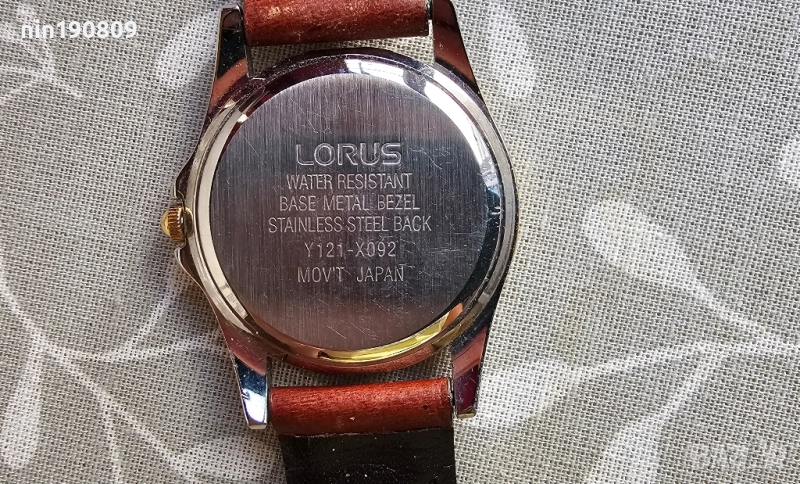 nin190809
LORUS
WATER RESISTANT
BASE METAL BEZEL
STAINLESS STEEL BACK
Y121-X092
MOV'T JAPAN